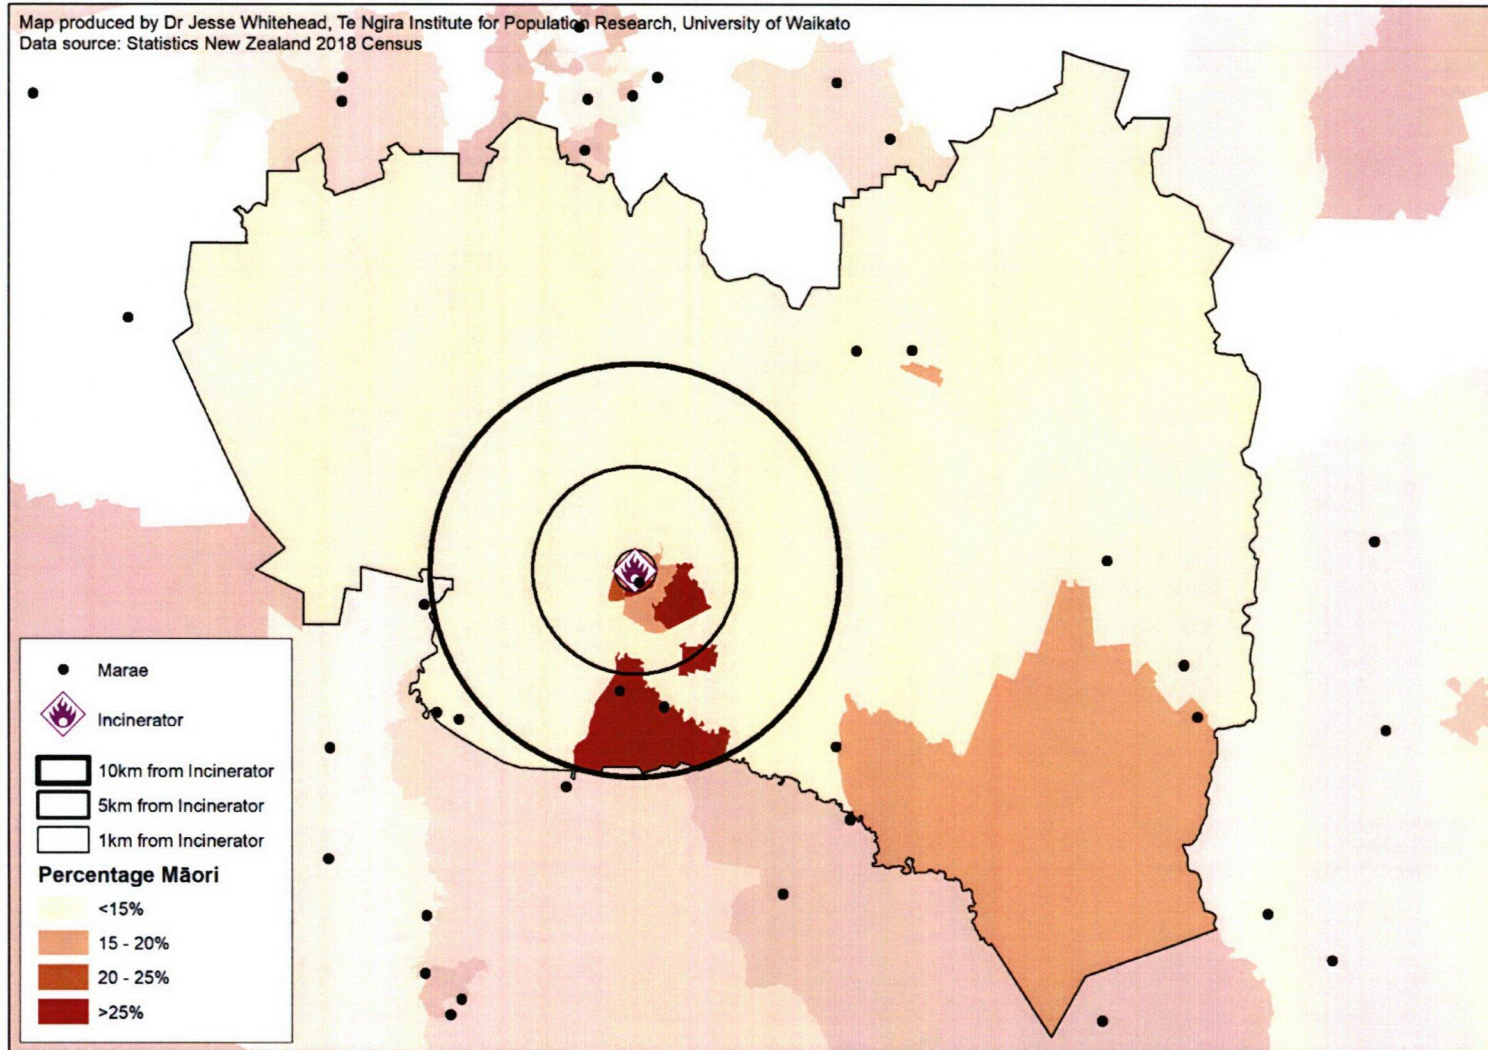 Map produced by Dr Jesse Whitehead, Te Ngira Institute for Population Research, University of Waikato
Data source: Statistics New Zealand 2018 Census
Marae
Incinerator
10km from Incinerator
5km from Incinerator
1km from Incinerator
Percentage Māori
<15%
15 - 20%
20 - 25%
>25%